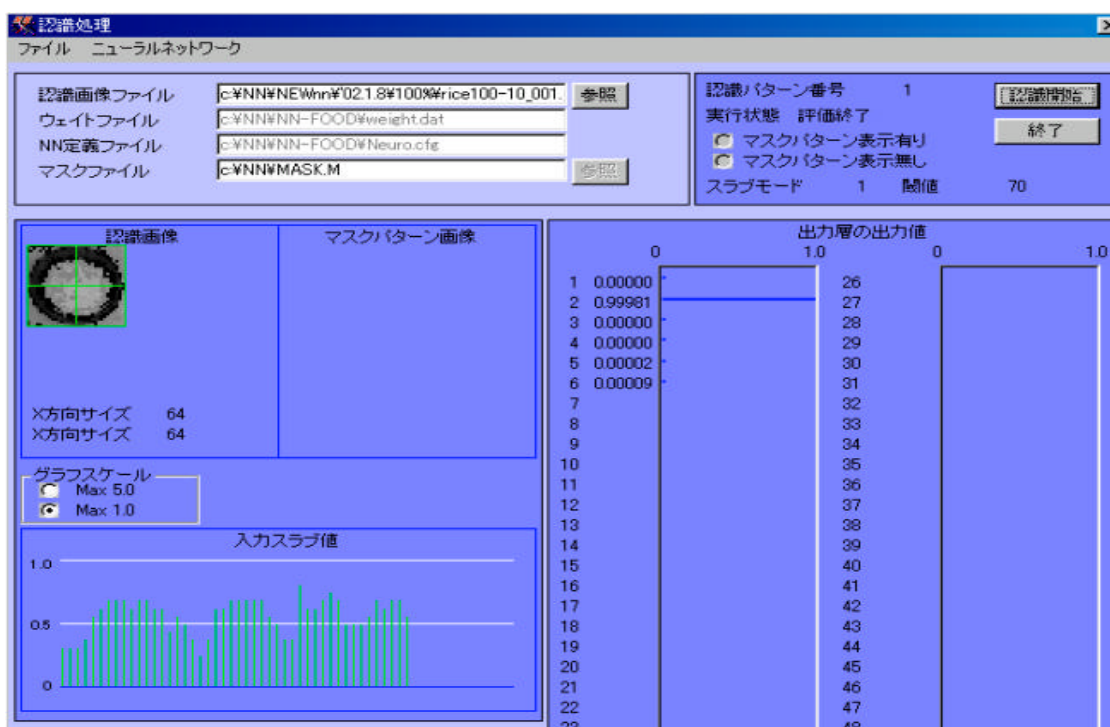 認識処理
ファイル ニューラルネットワーク
認識画像ファイル c:¥NN¥NEWnn¥'02.1.8¥100%¥rice100-10_001. 参照
ウェイトファイル c:¥NN¥NN-FOOD¥weight.dat
NN定義ファイル c:¥NN¥NN-FOOD¥Neuro.cfg
マスクファイル c:¥NN¥MASK.M 参照
認識パターン番号 1 認識開始
実行状態 評価終了 終了
マスクパターン表示有り
マスクパターン表示無し
スラブモード 1 閾値 70
認識画像 マスクパターン画像
X方向サイズ 64
X方向サイズ 64
グラフスケール
Max 5.0
Max 1.0
入力スラブ値
1.0
0.5
0
出力層の出力値
0 1.0 0 1.0
1 0.00000 26
2 0.99981 27
3 0.00000 28
4 0.00000 29
5 0.00002 30
6 0.00009 31
7 32
8 33
9 34
10 35
11 36
12 37
13 38
14 39
15 40
16 41
17 42
18 43
19 44
20 45
21 46
22 47
23 48